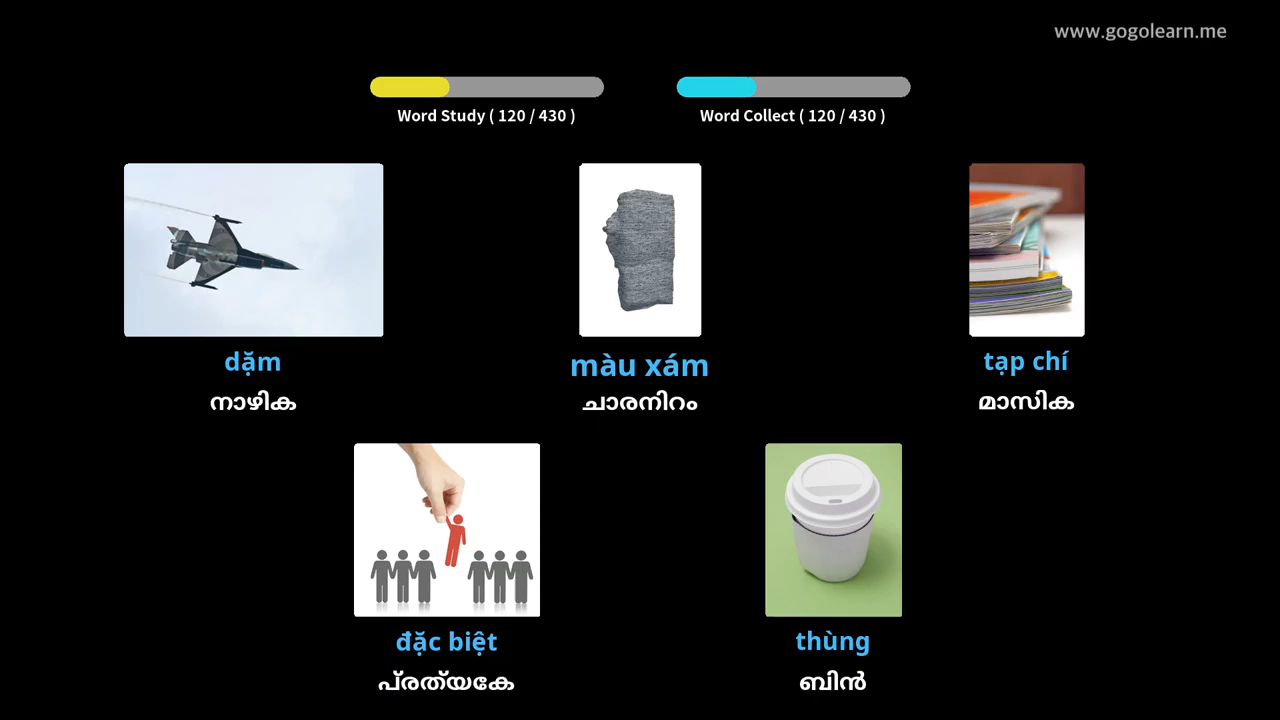 www.gogolearn.me
Word Study ( 120 / 430 )
Word Collect ( 120 / 430 )
dặm
màu xám
tạp chí
നാഴിക
ചാരനിറം
മാസിക
đặc biệt
thùng
പ്രത്യകേ
ബിൻ